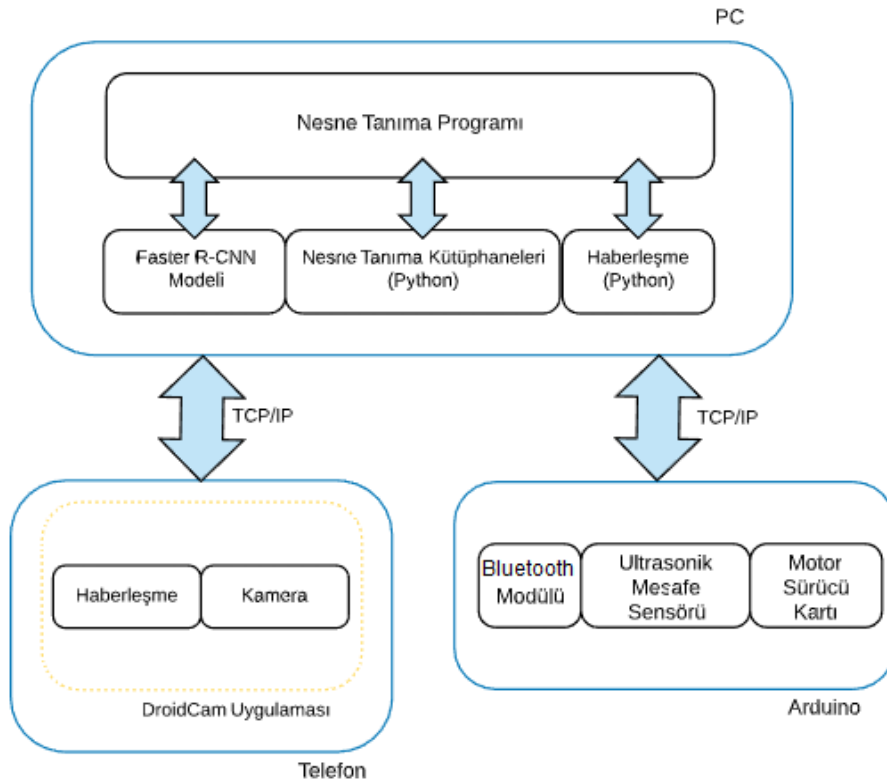 PC
Nesne Tanıma Programı
Faster R-CNN
Modeli
Nesne Tanıma Kütüphaneleri
(Python)
Haberleşme
(Python)
TCP/IP
TCP/IP
Haberleşme
Kamera
DroidCam Uygulaması
Telefon
Bluetooth
Modülü
Ultrasonik
Mesafe
Sensörü
Motor
Sürücü
Kartı
Arduino